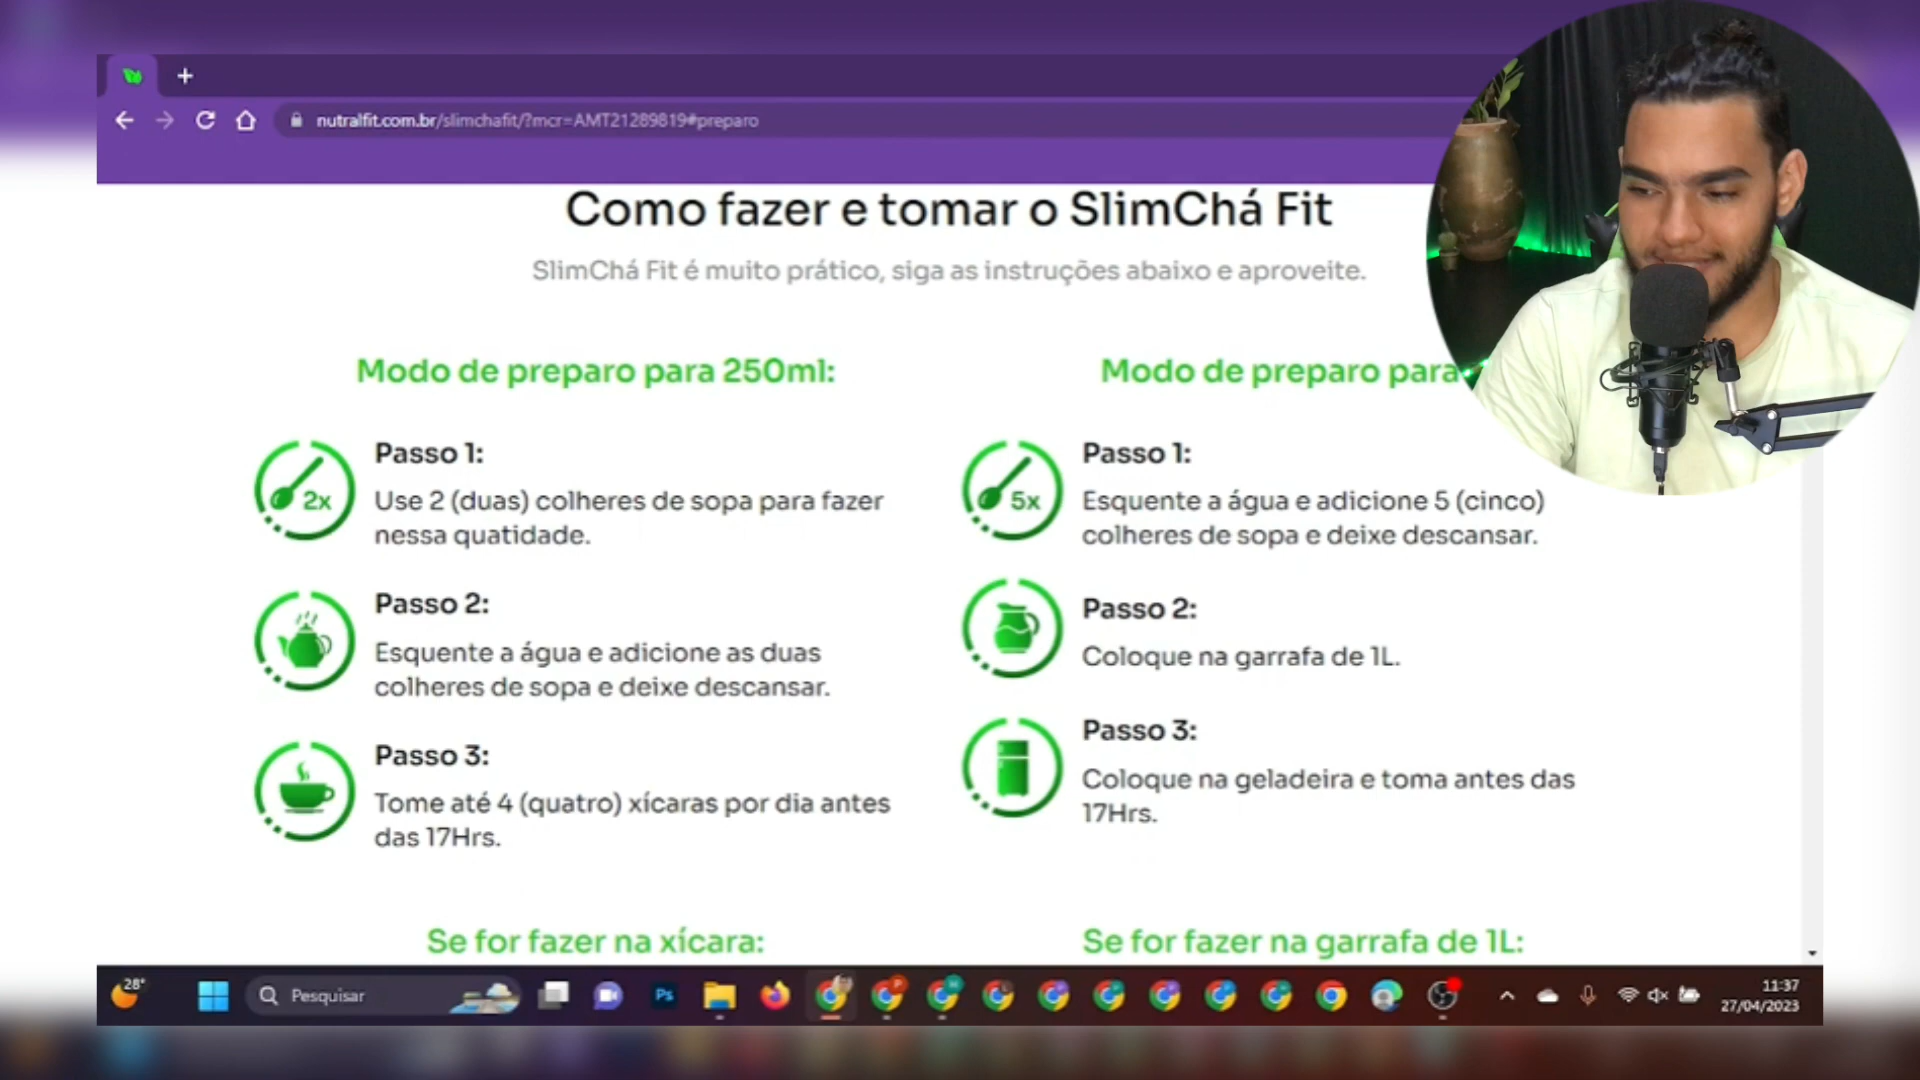 nutralfit.com.br/slimchafit/?mcr=AMT21289819#preparo
Como fazer e tomar o SlimChá Fit
SlimChá Fit é muito prático, siga as instruções abaixo e aproveite.
Modo de preparo para 250ml:
2x
Passo 1:
Use 2 (duas) colheres de sopa para fazer
nessa quatidade.
Passo 2:
Esquente a água e adicione as duas
colheres de sopa e deixe descansar.
Passo 3:
Tome até 4 (quatro) xícaras por dia antes
das 17Hrs.
Se for fazer na xícara:
Modo de preparo para
5x
Passo 1:
Esquente a água e adicione 5 (cinco)
colheres de sopa e deixe descansar.
Passo 2:
Coloque na garrafa de 1L.
Passo 3:
Coloque na geladeira e toma antes das
17Hrs.
Se for fazer na garrafa de 1L:
28°
Pesquisar
Ps
11:37
27/04/2023